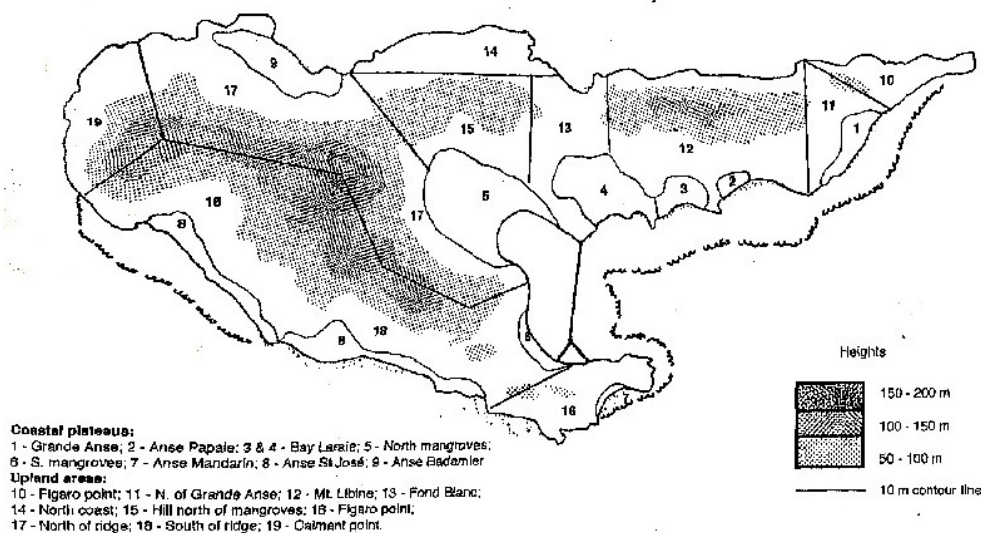 14
9
10
17
11
19
15
13
1
12
5
4
3
2
17
18
8
18
8
16
Heights
150 - 200 m
100 - 150 m
50 - 100 m
10 m contour line
Coastal plateaus:
1 - Grande Anse; 2 - Anse Papaie; 3 & 4 - Bay Laraie; 5 - North mangroves;
6 - S. mangroves; 7 - Anse Mandarin; 8 - Anse St José; 9 - Anse Badamier
Upland areas:
10 - Figaro point; 11 - N. of Grande Anse; 12 - Mt. Libine; 13 - Fond Blanc;
14 - North coast; 15 - Hill north of mangroves; 16 - Figaro point;
17 - North of ridge; 18 - South of ridge; 19 - Caimant point.